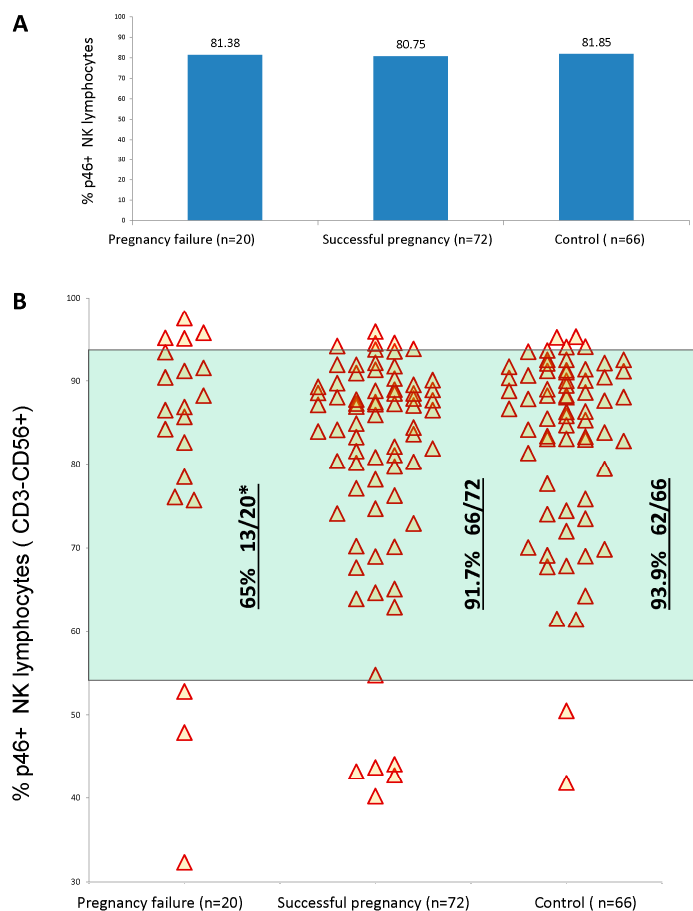 A
% p46+ NK lymphocytes
100
90
80
70
60
50
40
30
20
10
0
81.38
80.75
81.85
Pregnancy failure (n=20)
Successful pregnancy (n=72)
Control ( n=66)
B
% p46+ NK lymphocytes ( CD3-CD56+)
100
90
80
70
60
50
40
30
65% 13/20*
91.7% 66/72
93.9% 62/66
Pregnancy failure (n=20)
Successful pregnancy (n=72)
Control ( n=66)